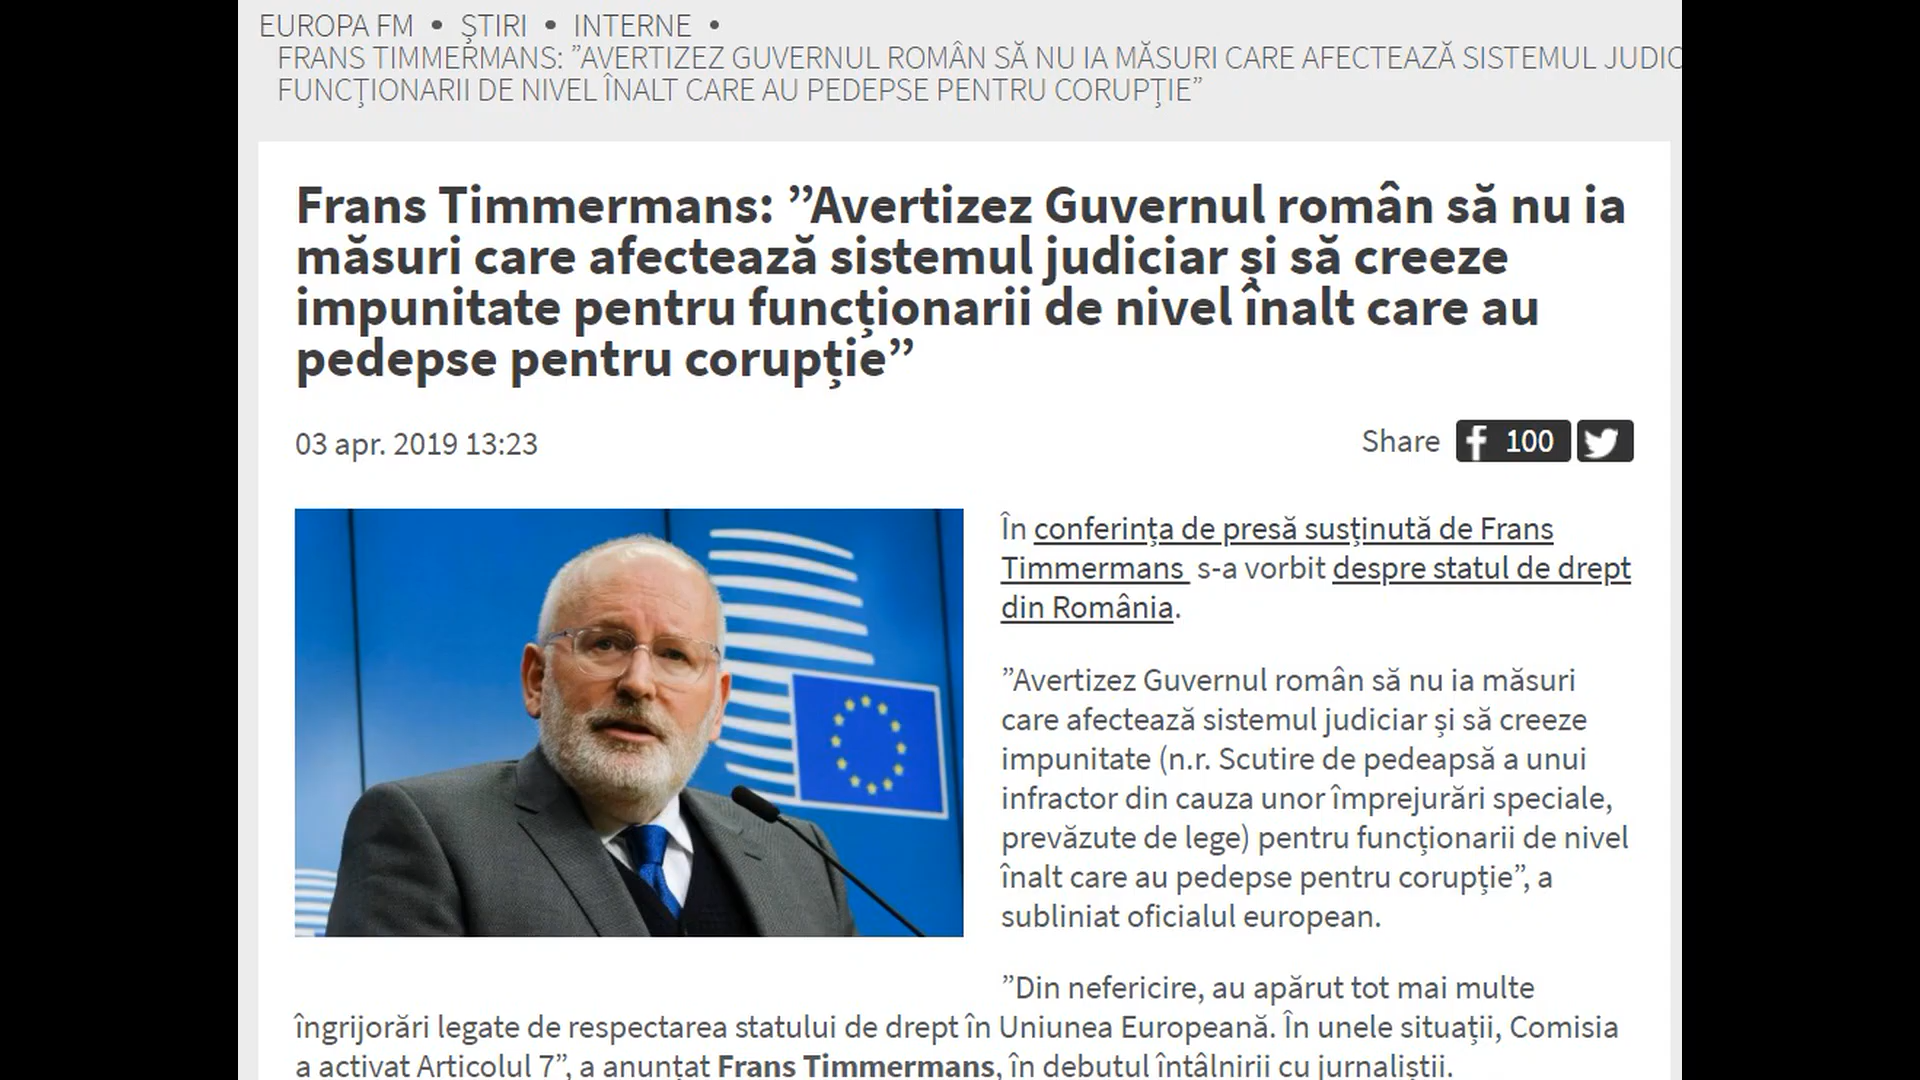 EUROPA FM • ȘTIRI • INTERNE •
FRANS TIMMERMANS: ”AVERTIZEZ GUVERNUL ROMÂN SĂ NU IA MĂSURI CARE AFECTEAZĂ SISTEMUL JUDIC
FUNCȚIONARII DE NIVEL ÎNALT CARE AU PEDEPSE PENTRU CORUPȚIE”
Frans Timmermans: ”Avertizez Guvernul român să nu ia
măsuri care afectează sistemul judiciar și să creeze
impunitate pentru funcționarii de nivel înalt care au
pedepse pentru corupție”
03 apr. 2019 13:23
Share f 100
În conferința de presă susținută de Frans
Timmermans s-a vorbit despre statul de drept
din România.
”Avertizez Guvernul român să nu ia măsuri
care afectează sistemul judiciar și să creeze
impunitate (n.r. Scutire de pedeapsă a unui
infractor din cauza unor împrejurări speciale,
prevăzute de lege) pentru funcționarii de nivel
înalt care au pedepse pentru corupție”, a
subliniat oficialul european.
”Din nefericire, au apărut tot mai multe
îngrijorări legate de respectarea statului de drept în Uniunea Europeană. În unele situații, Comisia
a activat Articolul 7”, a anunțat Frans Timmermans, în debutul întâlnirii cu jurnaliștii.